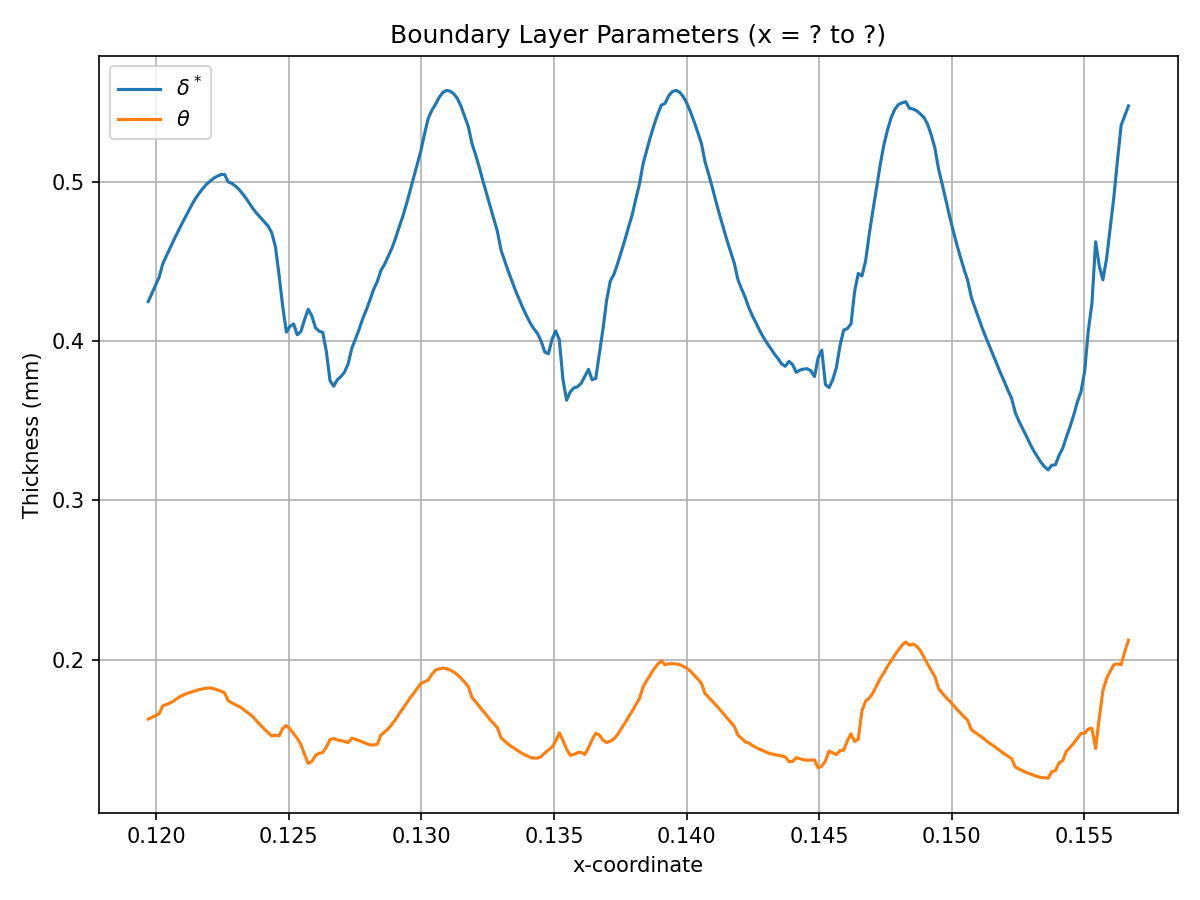 Boundary Layer Parameters (x = ? to ?)
δ*
θ
Thickness (mm)
0.5
0.4
0.3
0.2
0.120 0.125 0.130 0.135 0.140 0.145 0.150 0.155
x-coordinate